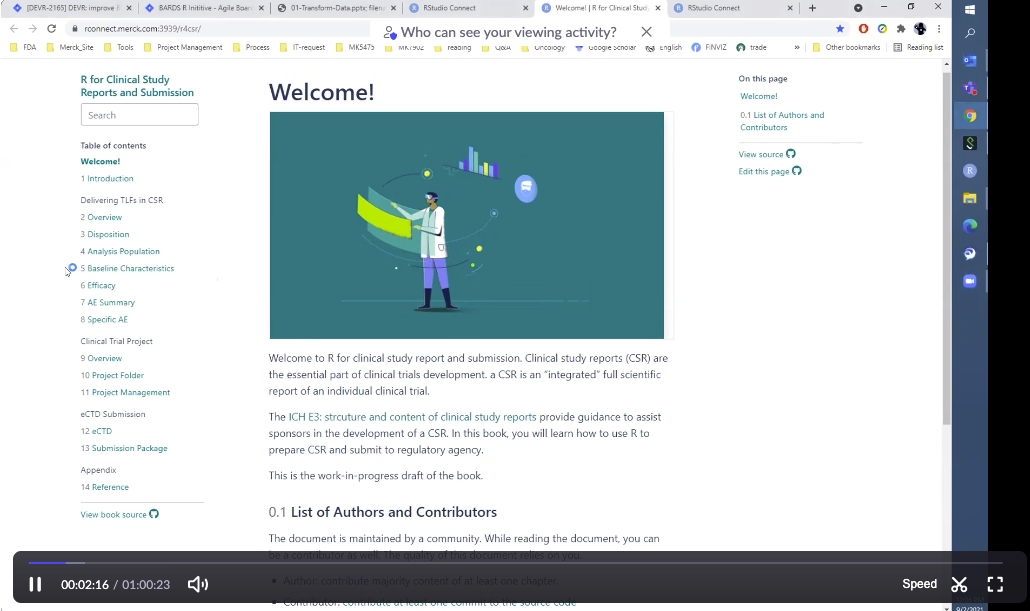 [DEVR-2165] DEVR: improve E
BARDS R Inititive - Agile Boar
01-Transform-Data.pptx; filen
RStudio Connect
Welcome! | R for Clinical Stud
RStudio Connect
rconnect.merck.com:3939/r4csr/
Who can see your viewing activity?
FDA
Merck_Site
Tools
Project Management
Process
IT-request
MK5475
MK7902
reading
Q&A
Oncology
Google Scholar
English
FINVIZ
trade
»
Other bookmarks
Reading list
R for Clinical Study
Reports and Submission
Search
Table of contents
Welcome!
1 Introduction
Delivering TLFs in CSR
2 Overview
3 Disposition
4 Analysis Population
5 Baseline Characteristics
6 Efficacy
7 AE Summary
8 Specific AE
Clinical Trial Project
9 Overview
10 Project Folder
11 Project Management
eCTD Submission
12 eCTD
13 Submission Package
Appendix
14 Reference
View book source
Welcome!
Welcome to R for clinical study report and submission. Clinical study reports (CSR) are
the essential part of clinical trials development. a CSR is an "integrated" full scientific
report of an individual clinical trial.
The ICH E3: strcuture and content of clinical study reports provide guidance to assist
sponsors in the development of a CSR. In this book, you will learn how to use R to
prepare CSR and submit to regulatory agency.
This is the work-in-progress draft of the book.
0.1 List of Authors and Contributors
The document is maintained by a community. While reading the document, you can
be a contributor as well. The quality of this document relies on you.
Author: contribute majority content of at least one chapter.
Contributor: contribute at least one commit to the source code
On this page
Welcome!
0.1 List of Authors and
Contributors
View source
Edit this page
00:02:16 / 01:00:23
Speed
9/2/2021